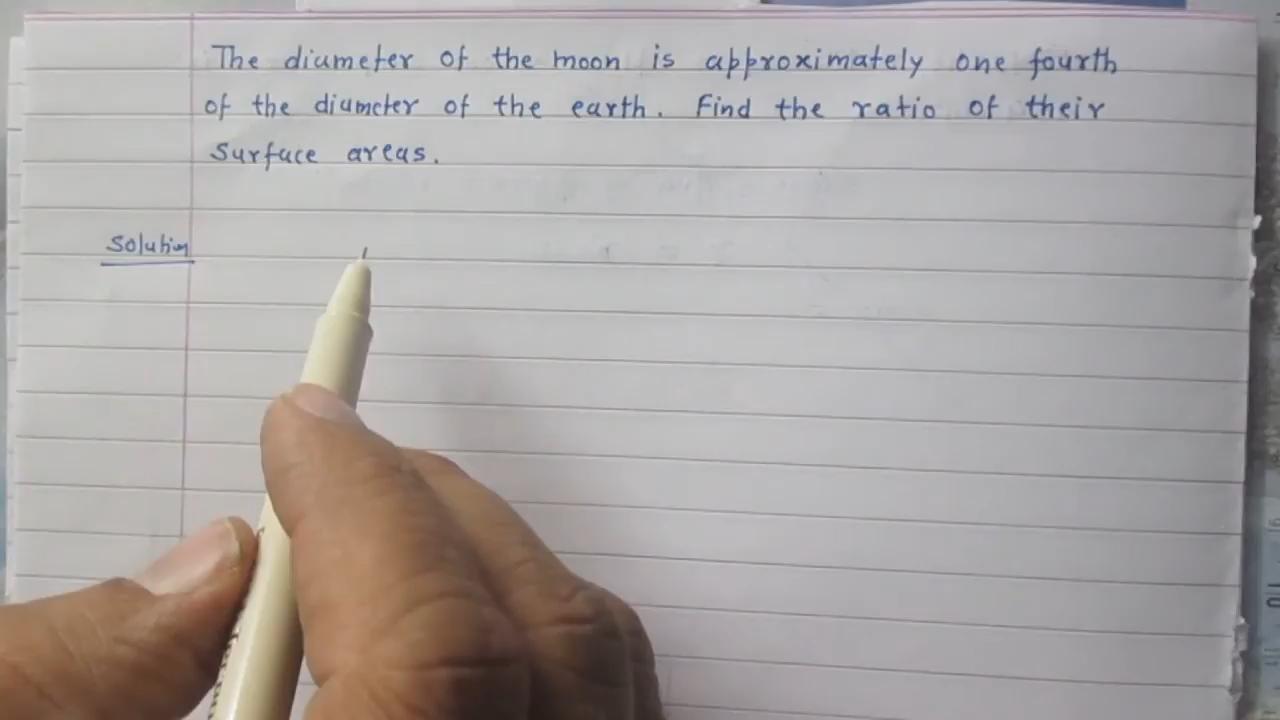 The diameter of the moon is approximately one fourth
of the diameter of the earth. Find the ratio of their
Surface areas.
Solution